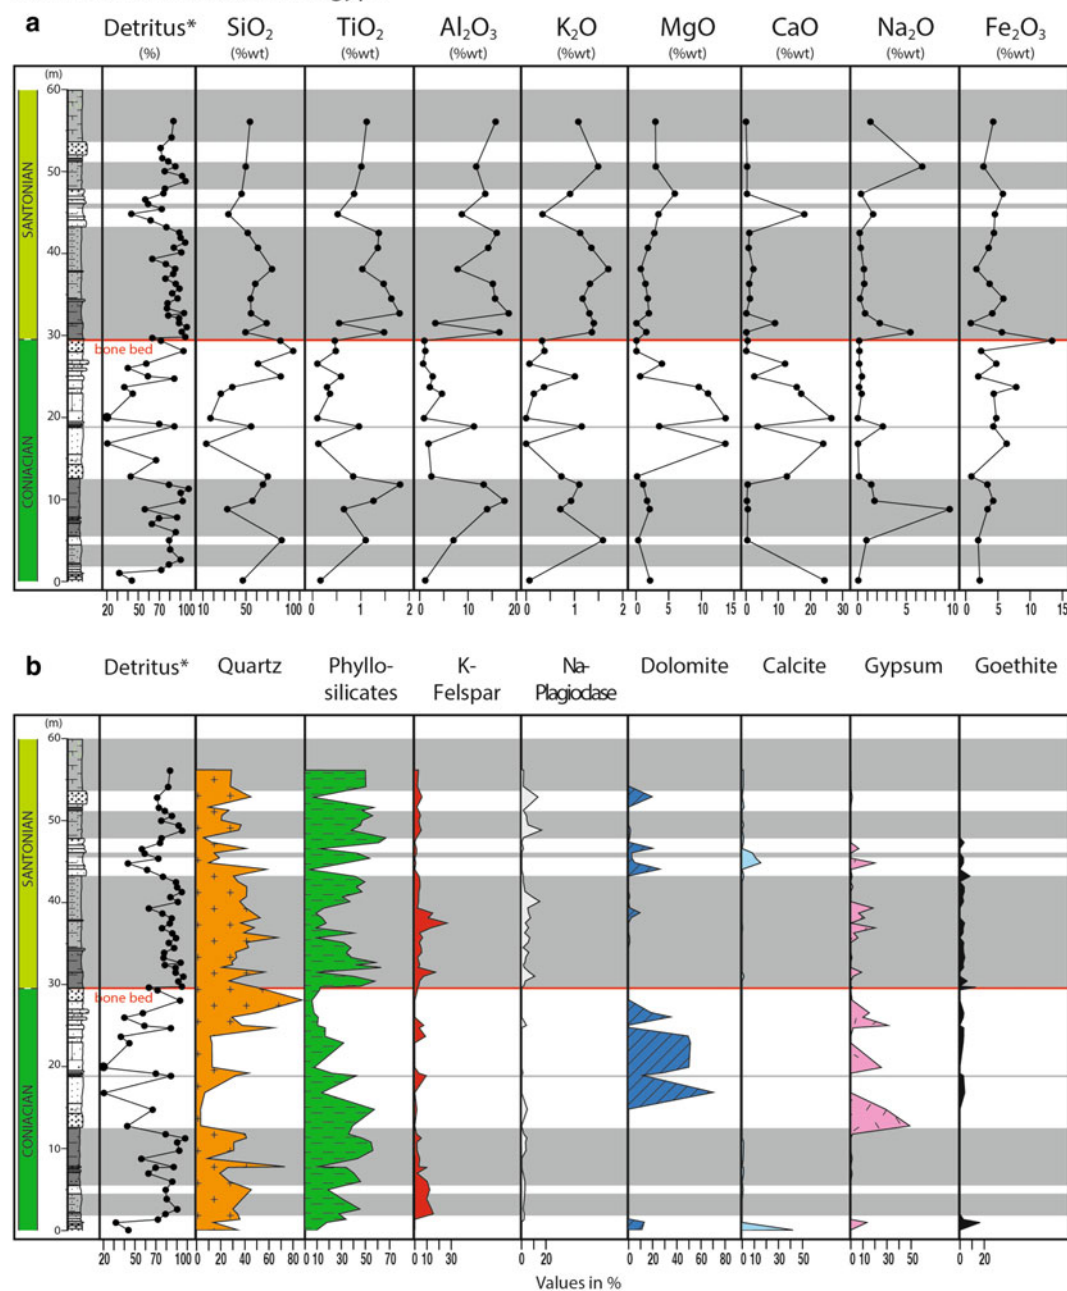 a
Detritus* SiO₂ TiO₂ Al₂O₃ K₂O MgO CaO Na₂O Fe₂O₃
(%) (%wt) (%wt) (%wt) (%wt) (%wt) (%wt) (%wt) (%wt)
(m)
60
50
SANTONIAN
40
30
bone bed
20
CONIACIAN
10
0
20 30 50 70 90 100 10 50 100 0 1 2 0 10 20 0 1 2 0 5 10 15 0 10 20 30 0 5 10 0 5 10 15
b
Detritus* Quartz Phyllo- K- Na- Dolomite Calcite Gypsum Goethite
silicates Felspar Plagioclase
(m)
60
50
SANTONIAN
40
30
bone bed
20
CONIACIAN
10
0
20 30 50 70 90 100 0 20 40 60 80 0 10 30 50 70 0 10 30 0 10 20 0 20 40 60 80 0 10 30 50 0 10 30 50 0 20
Values in %